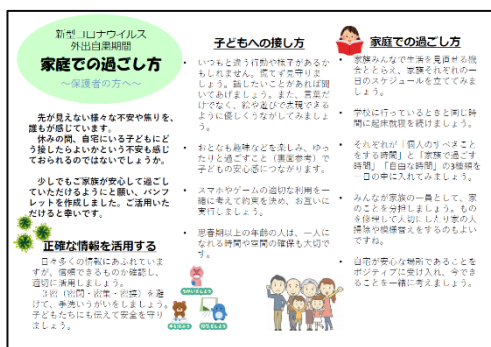 新型コロナウイルス
外出自粛期間
家庭での過ごし方
～保護者の方へ～
先が見えない様々な不安や焦りを、
誰もが感じています。
休みの間、自宅にいる子どもにど
う接したらよいかという不安も感じ
ておられるのではないでしょうか。
少しでもご家族が安心して過ごし
ていただけるようにと願い、パンフ
レットを作成しました。ご活用いた
だけると幸いです。
正確な情報を活用する
日々多くの情報にあふれていま
すが、信頼できるものか確認し、
適切に活用しましょう。
３密（密閉・密集・密接）を避
けて、手洗いうがいをしましょう。
子どもたちにも伝えて安全を守り
ましょう。
子どもへの接し方
• いつもと違う行動や様子があるか
もしれません。慌てず見守りま
しょう。話したいことがあれば聞
いてあげましょう。また、言葉だ
けでなく、絵や遊びで表現できる
ように優しくうながしてみましょ
う。
• おとなも趣味などを楽しみ、ゆっ
たりと過ごすこと（裏面参考）で
子どもの安心感につながります。
• スマホやゲームの適切な利用を一
緒に考えて約束を決め、お互いに
実行しましょう。
• 思春期以上の年齢の人は、一人に
なれる時間や空間の確保も大切で
す。
家庭での過ごし方
• 家族みんなで生活を見直せる機会
ととらえ、家族それぞれの一
日のスケジュールを立ててみま
しょう。
• 学校に行っているときと同じ時
間に起床就寝を続けましょう。
• それぞれが「個人のすべきこと
をする時間」と「家族で過ごす
時間」「自由な時間」の3種類を
一日の中に入れてみましょう。
• みんなが家族の一員として、家
のことを分担しましょう。もの
を修理して大切にしたり家の大
掃除や模様替えをするのもよい
ですね。
• 自宅が安心な場所であることを
ポジティブに受け入れ、今でき
ることを一緒に考えましょう。